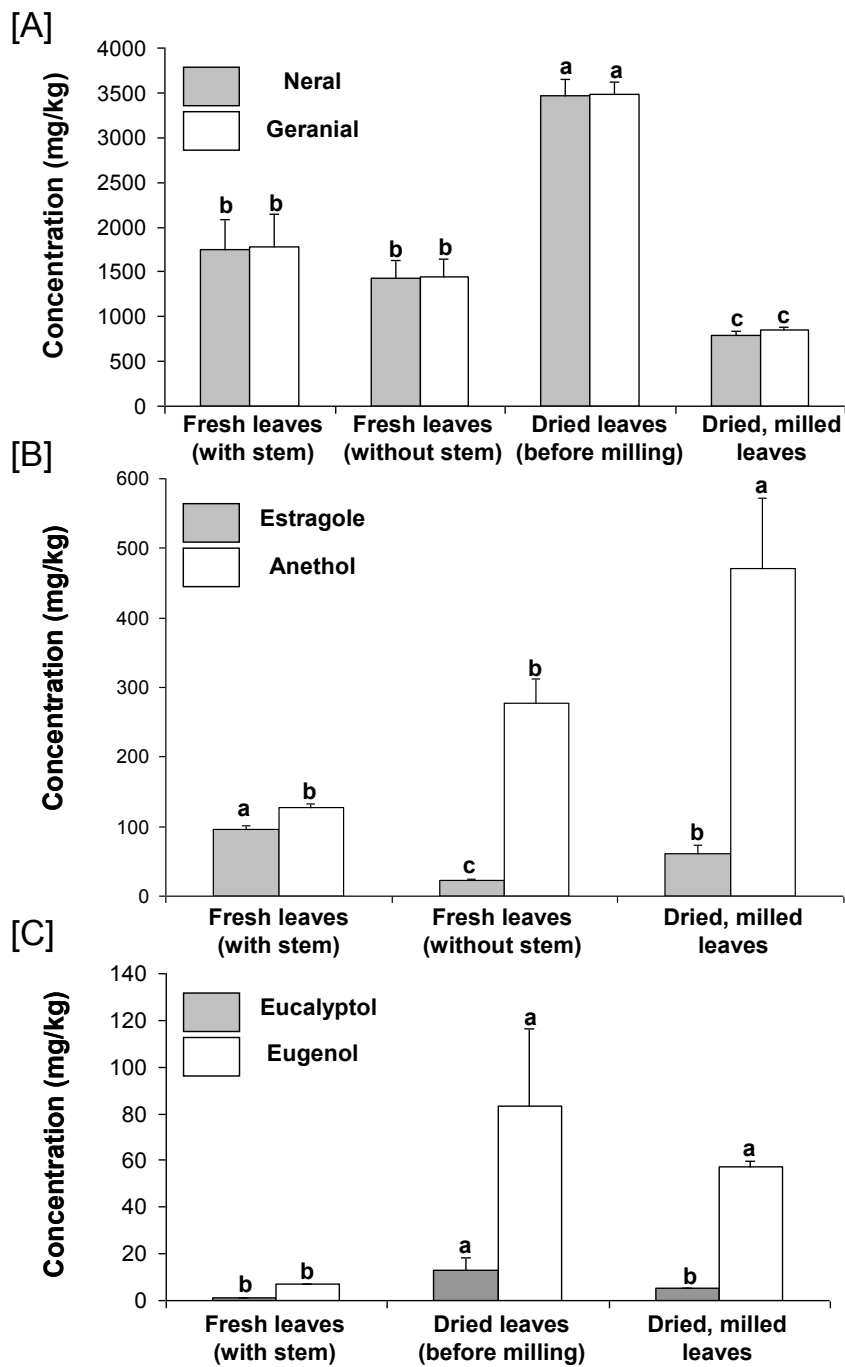 [A]
Concentration (mg/kg)
4000
3500
3000
2500
2000
1500
1000
500
0
Neral
Geranial
b b
b b
a a
c c
Fresh leaves
(with stem)
Fresh leaves
(without stem)
Dried leaves
(before milling)
Dried, milled
leaves
[B]
Concentration (mg/kg)
600
500
400
300
200
100
0
Estragole
Anethol
a
b
c
b
b
a
Fresh leaves
(with stem)
Fresh leaves
(without stem)
Dried, milled
leaves
[C]
Concentration (mg/kg)
140
120
100
80
60
40
20
0
Eucalyptol
Eugenol
b
b
a
a
b
a
Fresh leaves
(with stem)
Dried leaves
(before milling)
Dried, milled
leaves